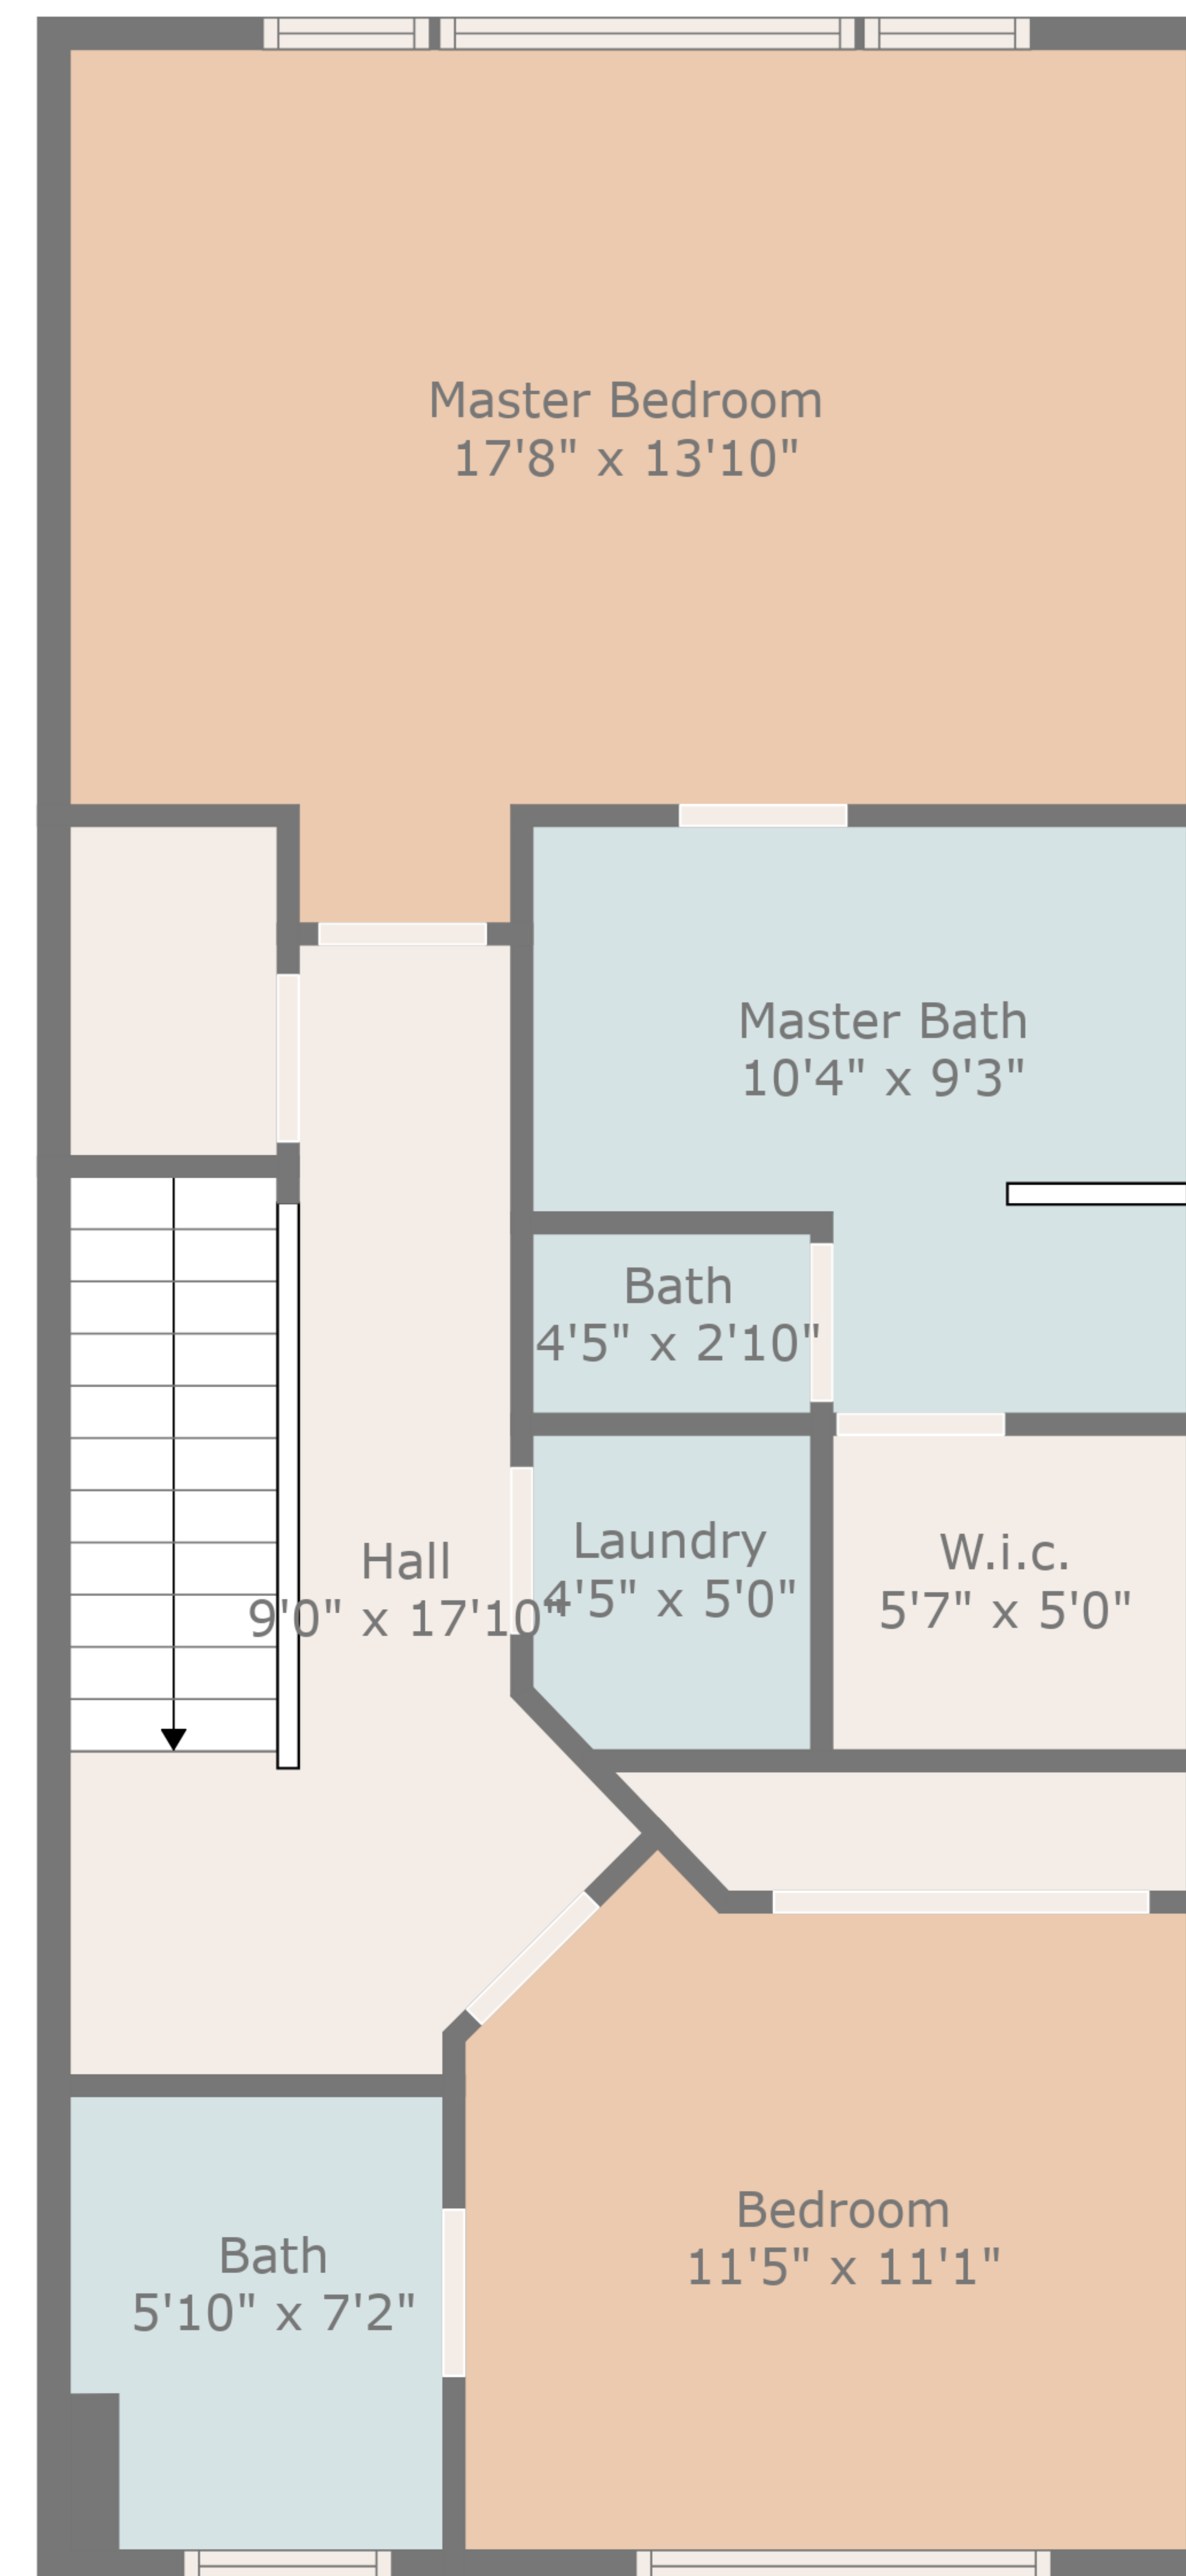 Master Bedroom
17'8" x 13'10"
Master Bath
10'4" x 9'3"
Bath
4'5" x 2'10"
Hall
9'0" x 17'10"
Laundry
4'5" x 5'0"
W.i.c.
5'7" x 5'0"
Bedroom
11'5" x 11'1"
Bath
5'10" x 7'2"